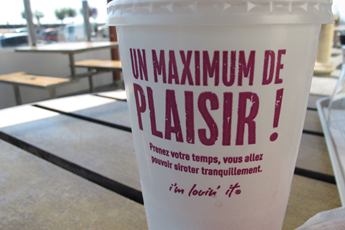 UN MAXIMUM DE
PLAISIR !
Prenez votre temps, vous allez
pouvoir siroter tranquillement.
i'm lovin' it